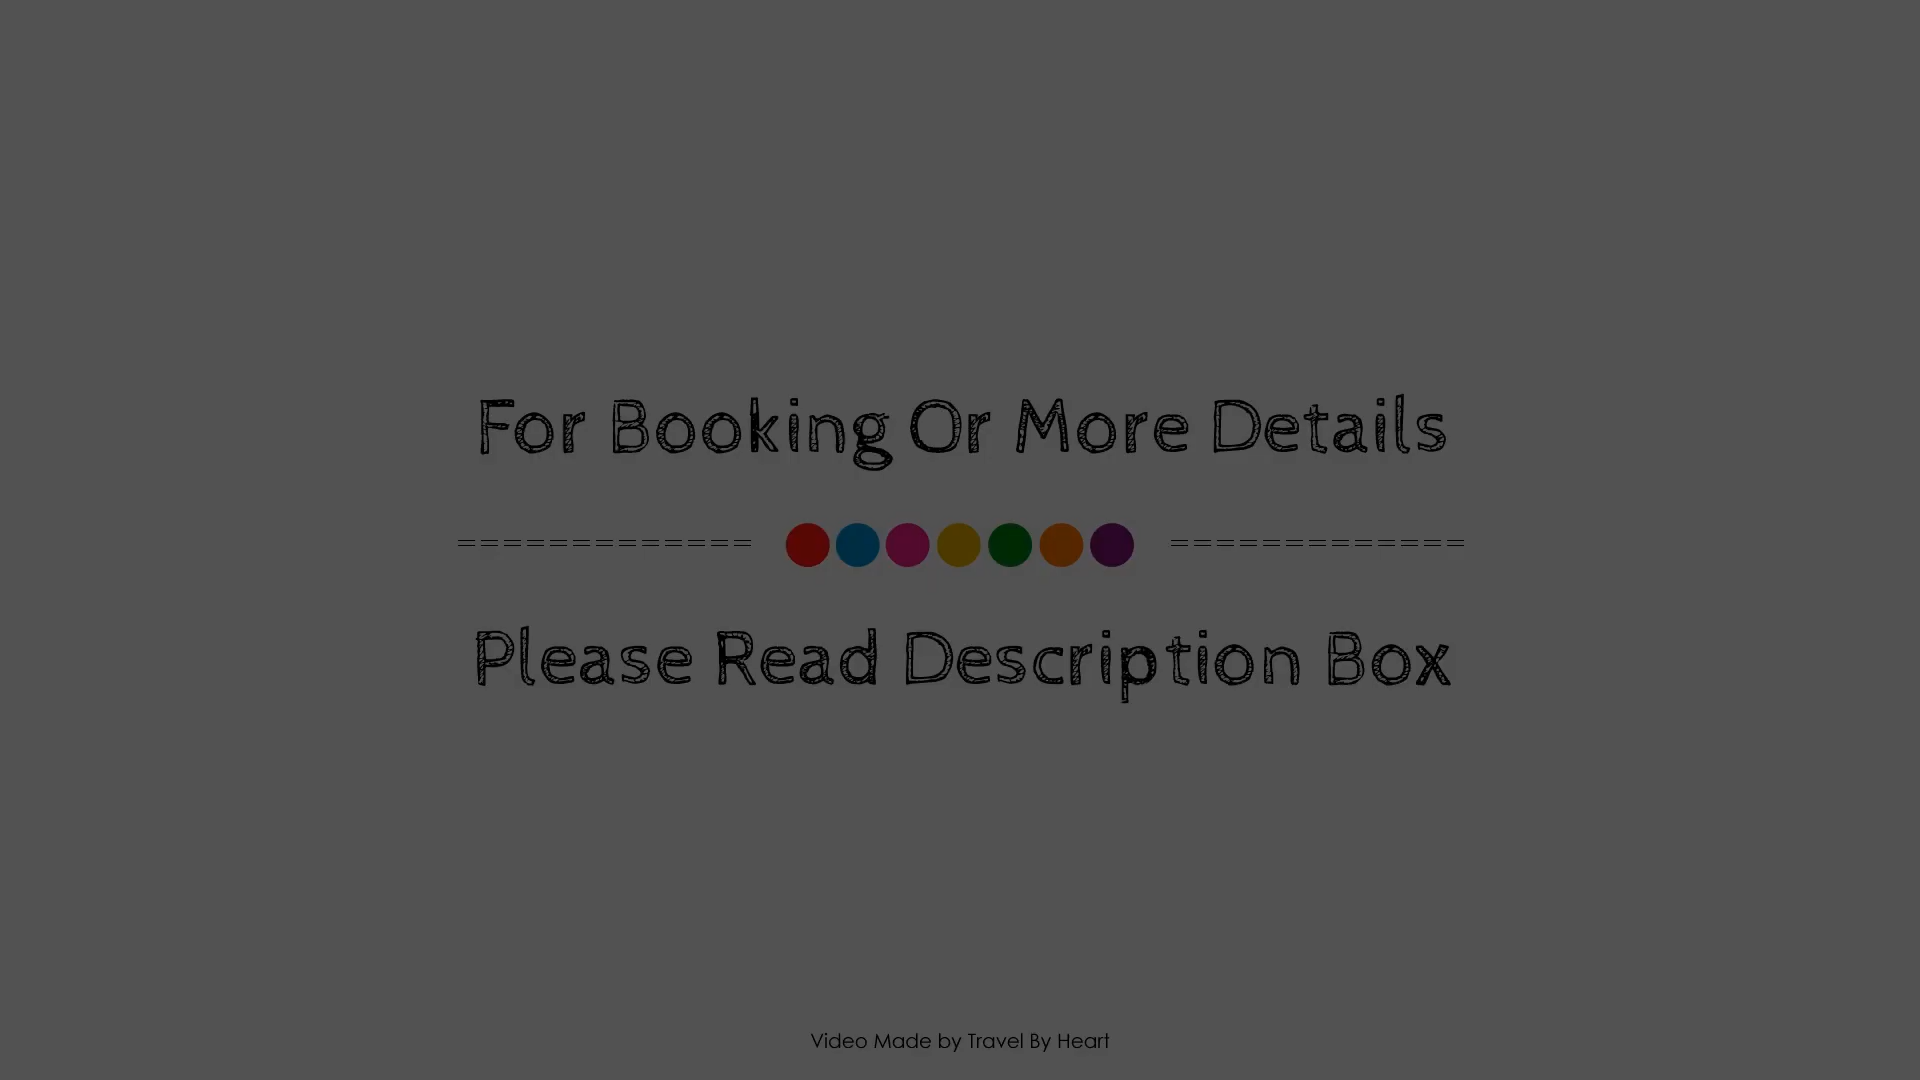 For Booking Or More Details
============= =============
Please Read Description Box
Video Made by Travel By Heart